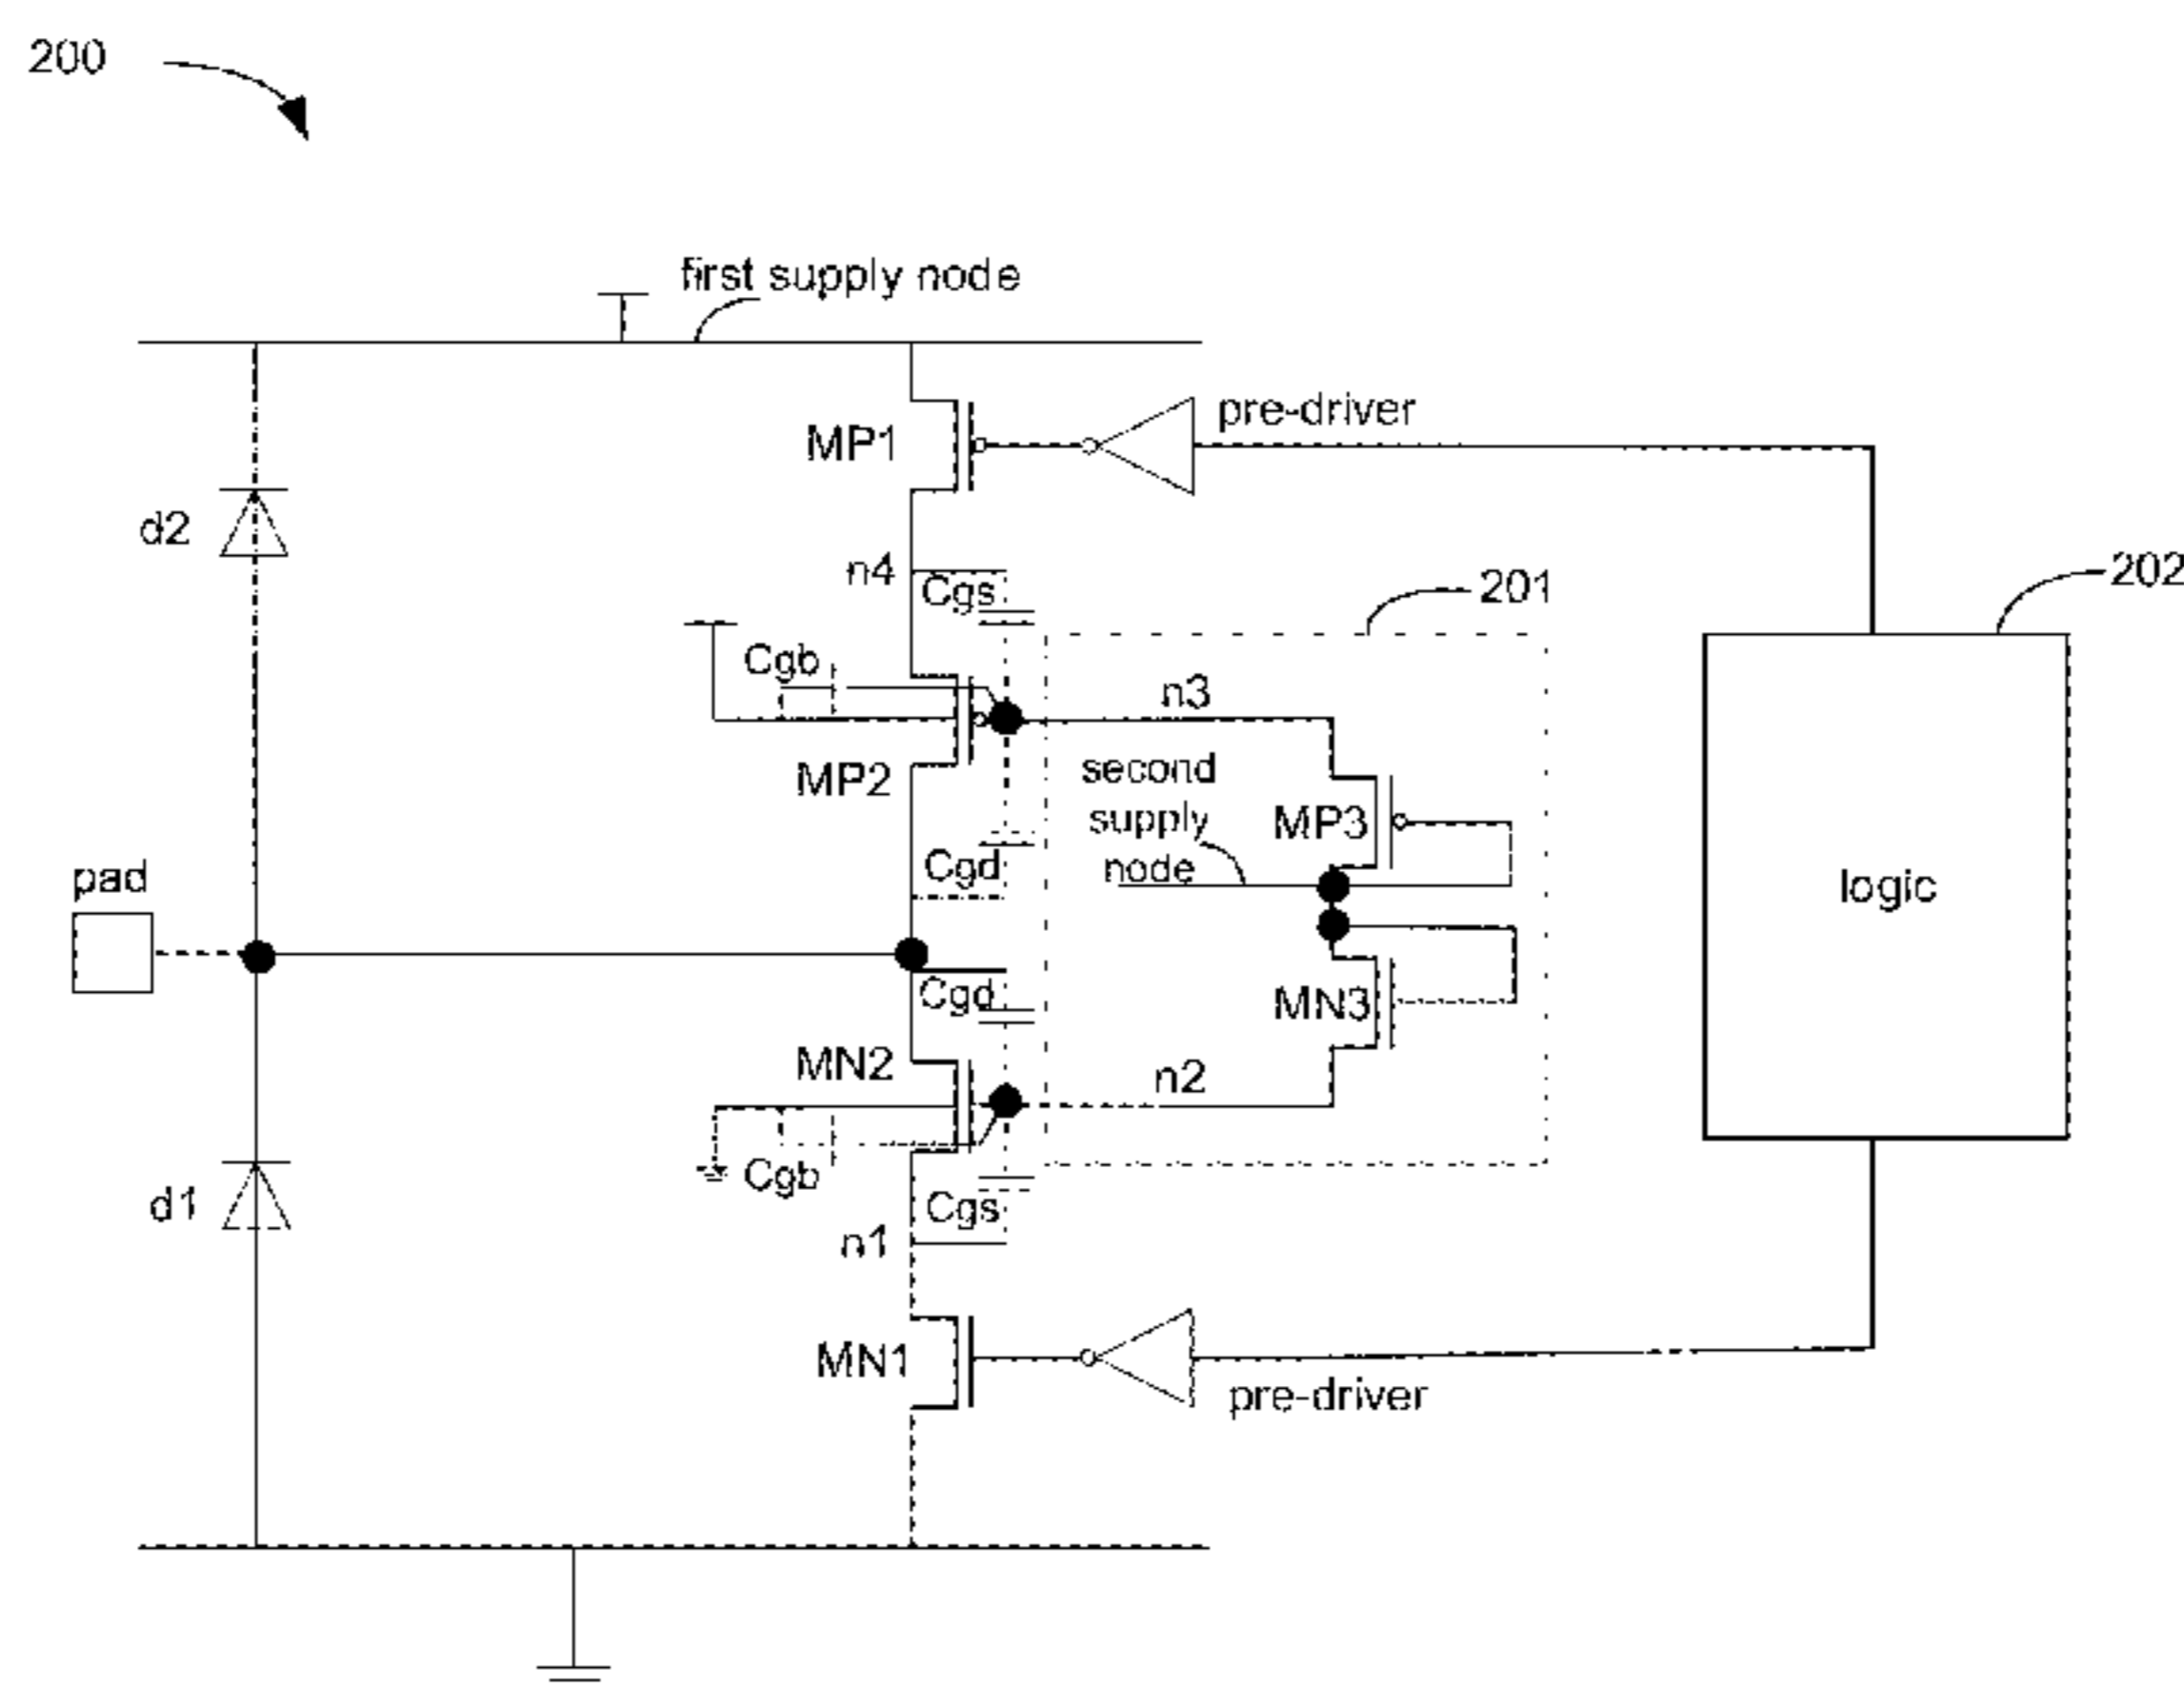 200
first supply node
MP1
pre-driver
d2
n4
Cgs
201
202
Cgb
n3
MP2
second
supply
node
MP3
Cgd
pad
logic
Cgd
MN3
MN2
n2
Cgb
Cgs
d1
n1
MN1
pre-driver